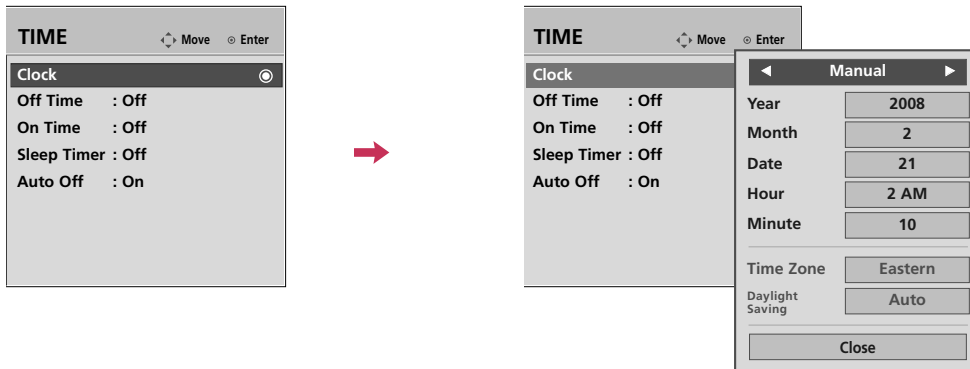 TIME Move Enter
Clock
Off Time : Off
On Time : Off
Sleep Timer : Off
Auto Off : On
TIME Move Enter
Clock
Off Time : Off
On Time : Off
Sleep Timer : Off
Auto Off : On
Manual
Year 2008
Month 2
Date 21
Hour 2 AM
Minute 10
Time Zone Eastern
Daylight
Saving Auto
Close